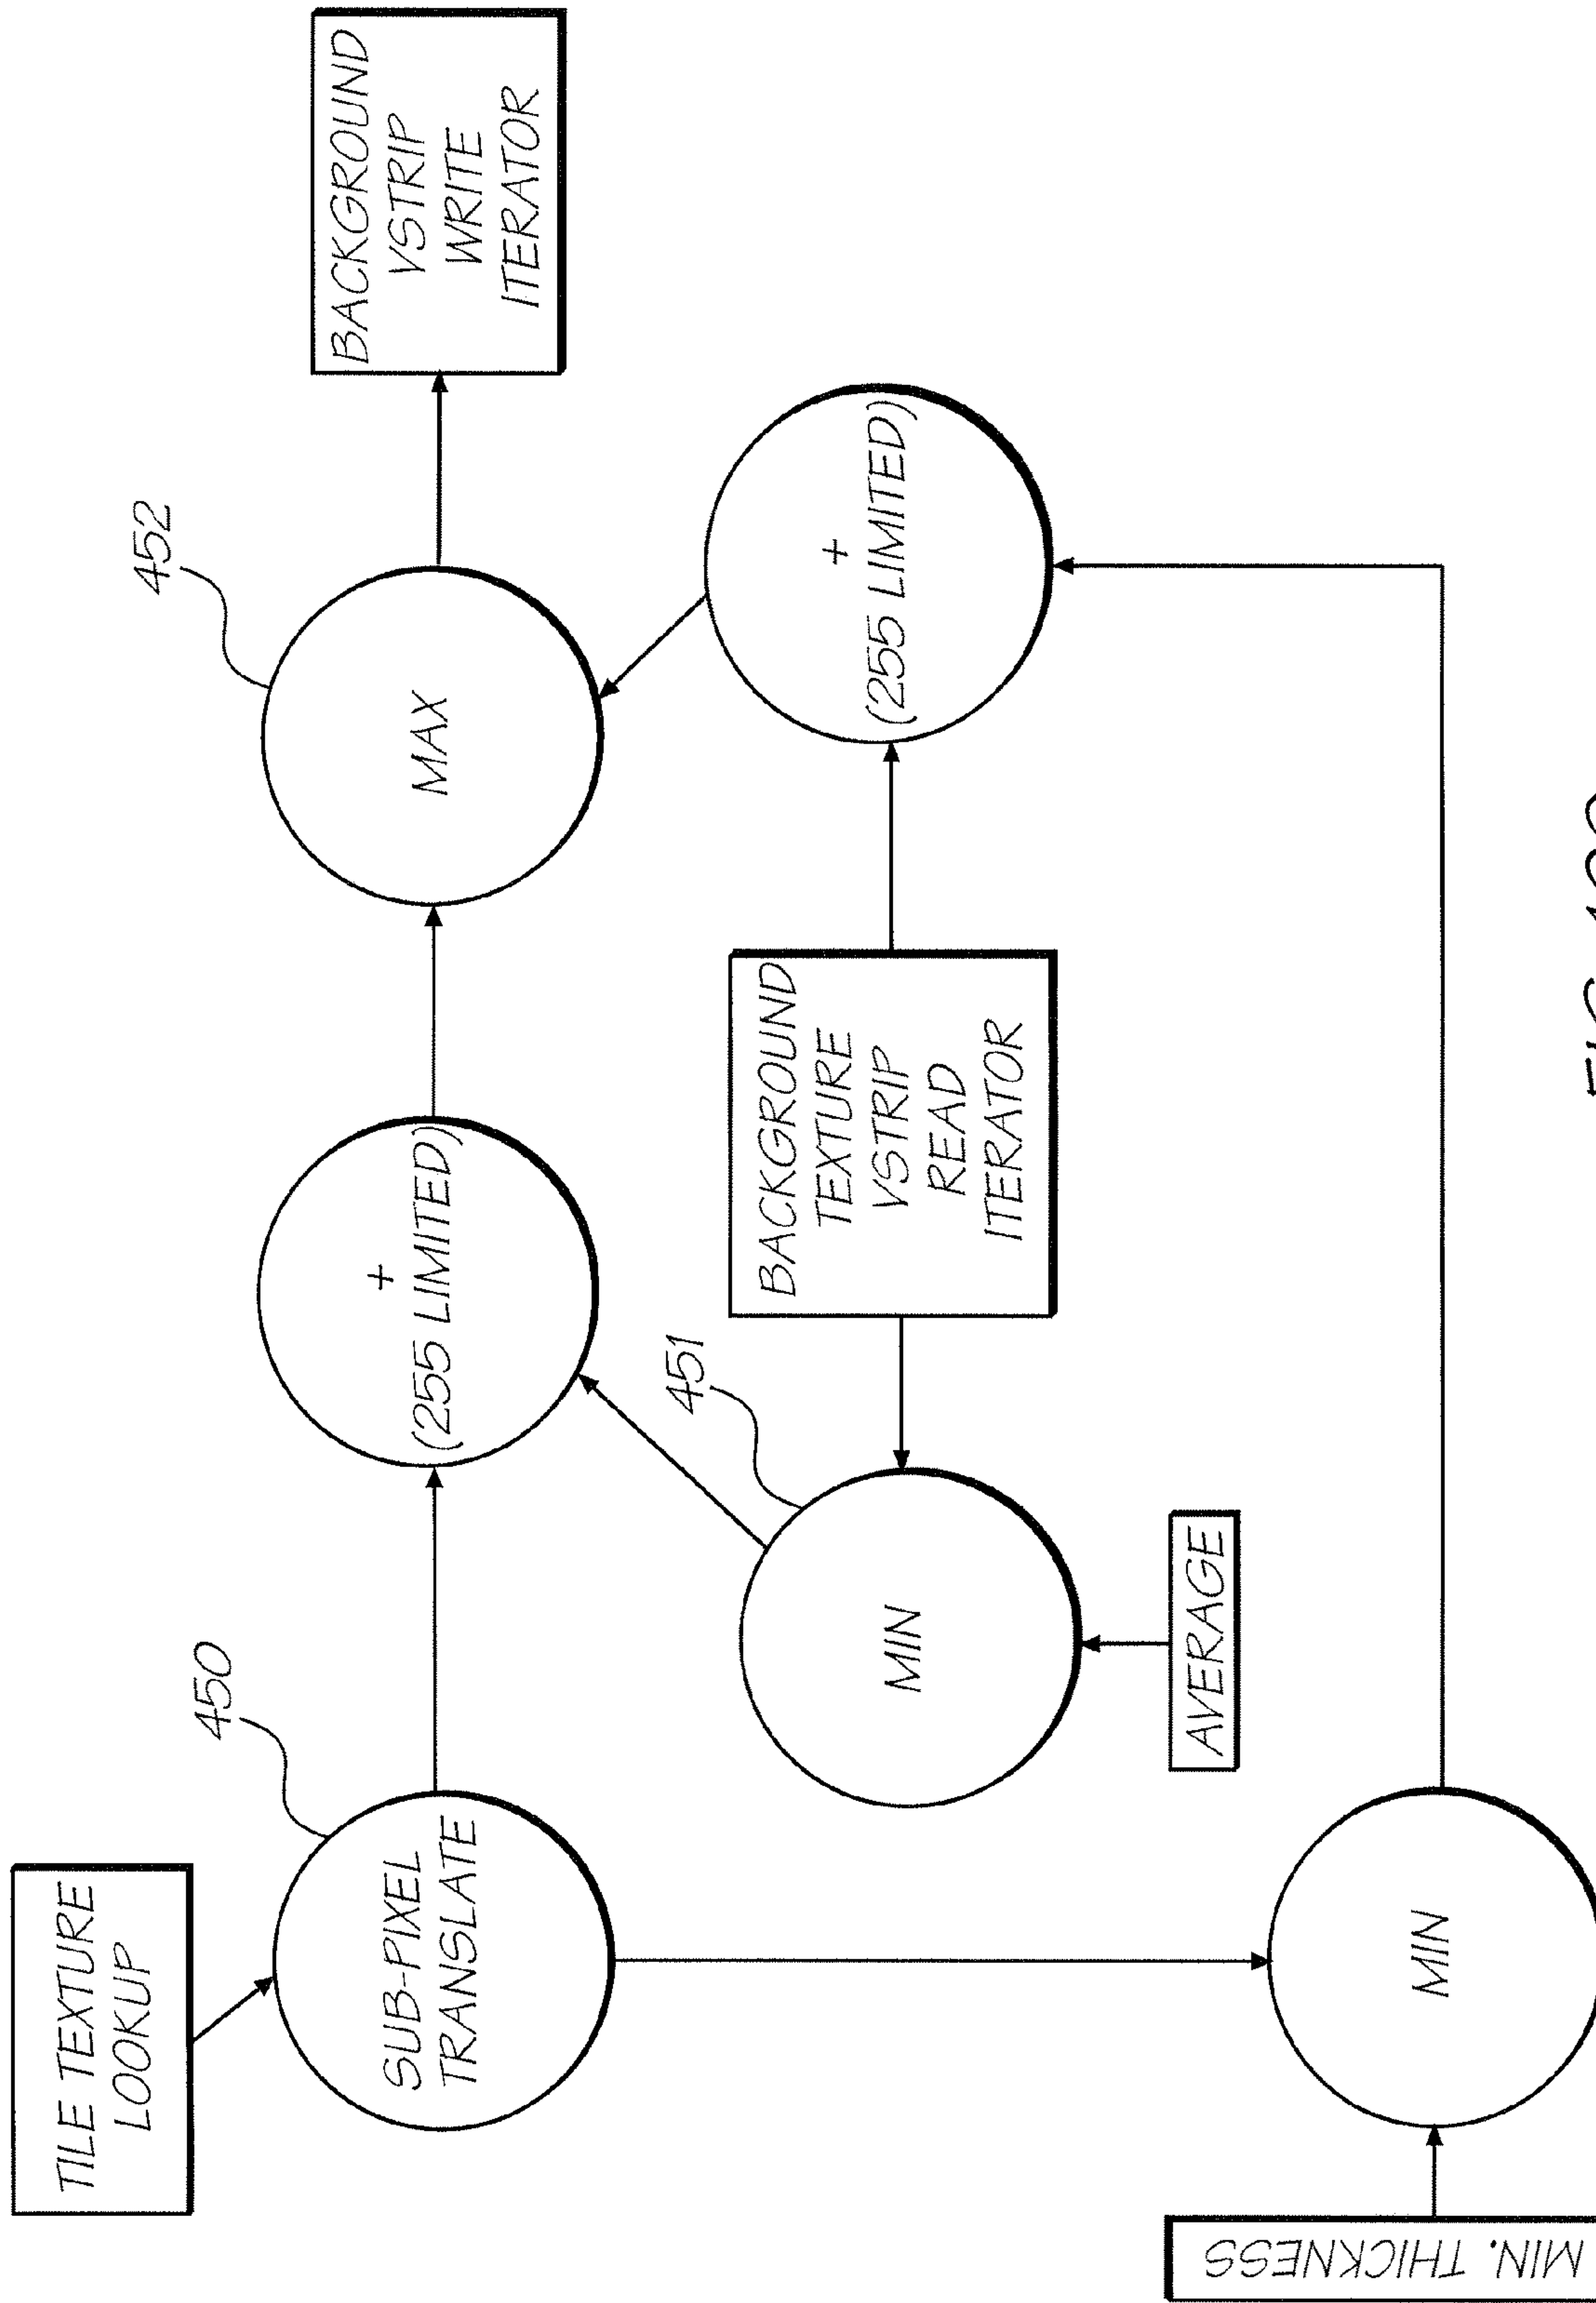 TILE TEXTURE
LOOKUP
450
SUB-PIXEL
TRANSLATE
+
(255 LIMITED)
452
MAX
BACKGROUND
VSTRIP
WRITE
ITERATOR
451
MIN
AVERAGE
BACKGROUND
TEXTURE
VSTRIP
READ
ITERATOR
+
(255 LIMITED)
MIN. THICKNESS
MIN